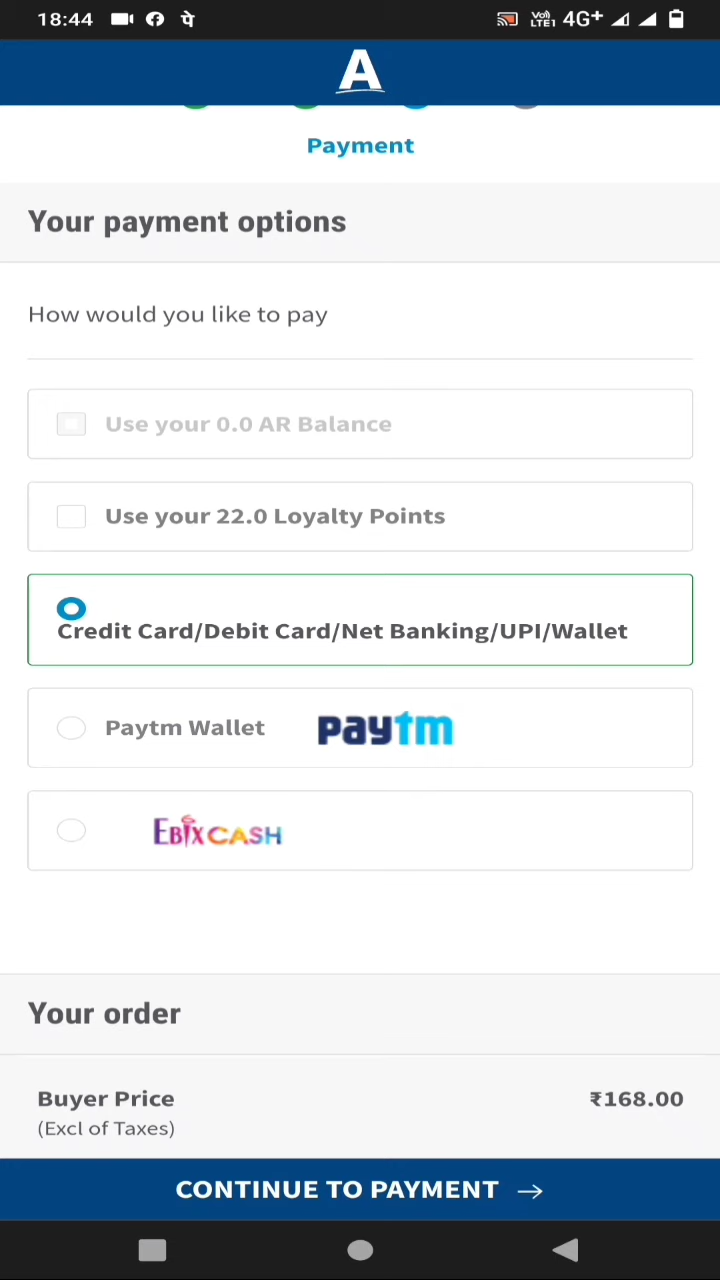 18:44 पे Vo)) LTE1 4G+
A
Payment
Your payment options
How would you like to pay
Use your 0.0 AR Balance
Use your 22.0 Loyalty Points
Credit Card/Debit Card/Net Banking/UPI/Wallet
Paytm Wallet paytm
EBIXCASH
Your order
Buyer Price ₹168.00
(Excl of Taxes)
CONTINUE TO PAYMENT →